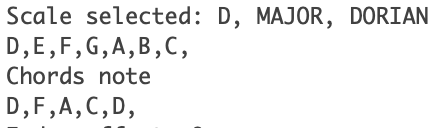 Scale selected: D, MAJOR, DORIAN
D,E,F,G,A,B,C,
Chords note
D,F,A,C,D,